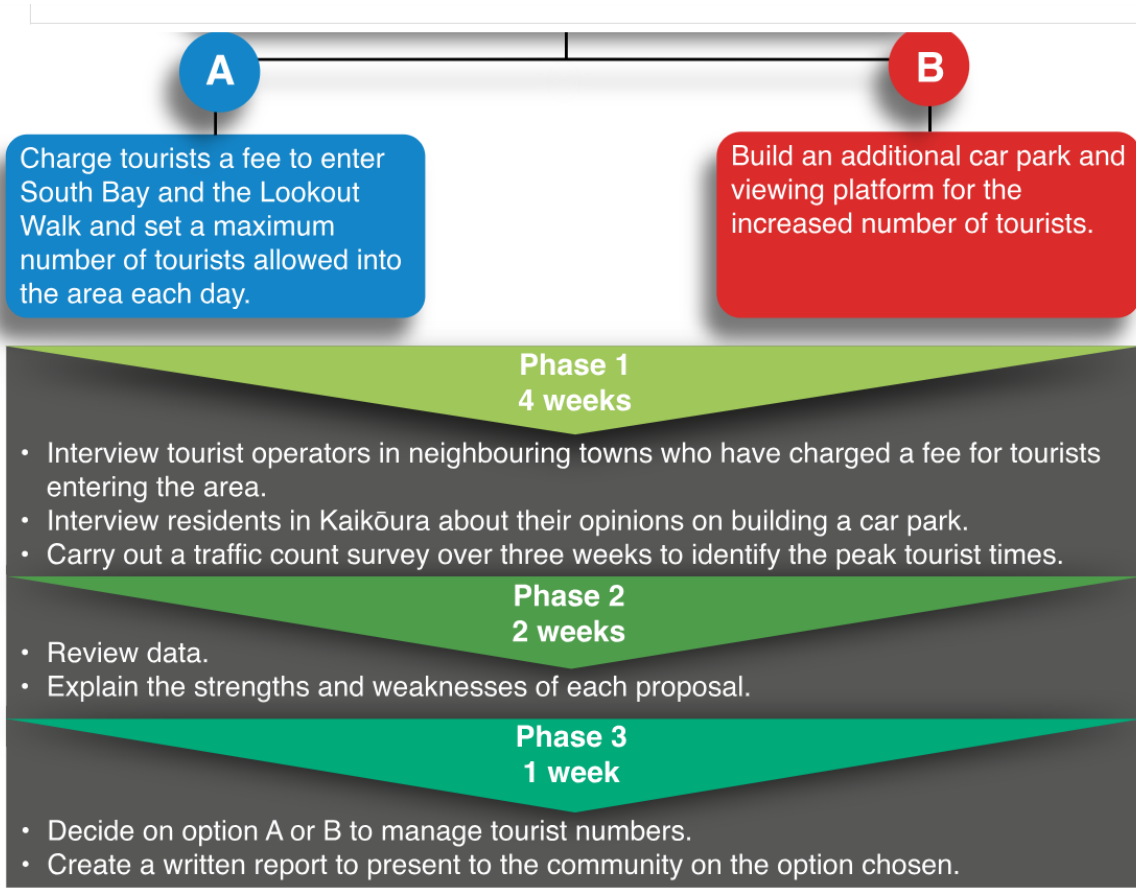 A
B
Charge tourists a fee to enter
South Bay and the Lookout
Walk and set a maximum
number of tourists allowed into
the area each day.
Build an additional car park and
viewing platform for the
increased number of tourists.
Phase 1
4 weeks
• Interview tourist operators in neighbouring towns who have charged a fee for tourists
entering the area.
• Interview residents in Kaikōura about their opinions on building a car park.
• Carry out a traffic count survey over three weeks to identify the peak tourist times.
Phase 2
2 weeks
• Review data.
• Explain the strengths and weaknesses of each proposal.
Phase 3
1 week
• Decide on option A or B to manage tourist numbers.
• Create a written report to present to the community on the option chosen.